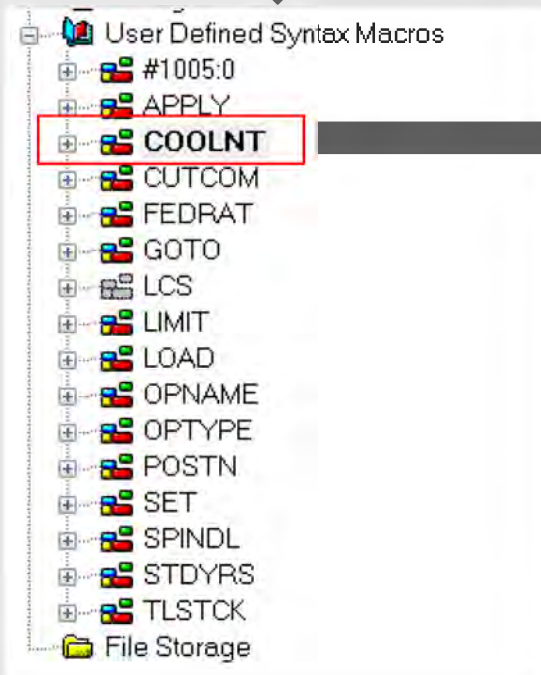 User Defined Syntax Macros
#1005:0
APPLY
COOLNT
CUTCOM
FEDRAT
GOTO
LCS
LIMIT
LOAD
OPNAME
OPTYPE
POSTN
SET
SPINDL
STDYRS
TLSTCK
File Storage